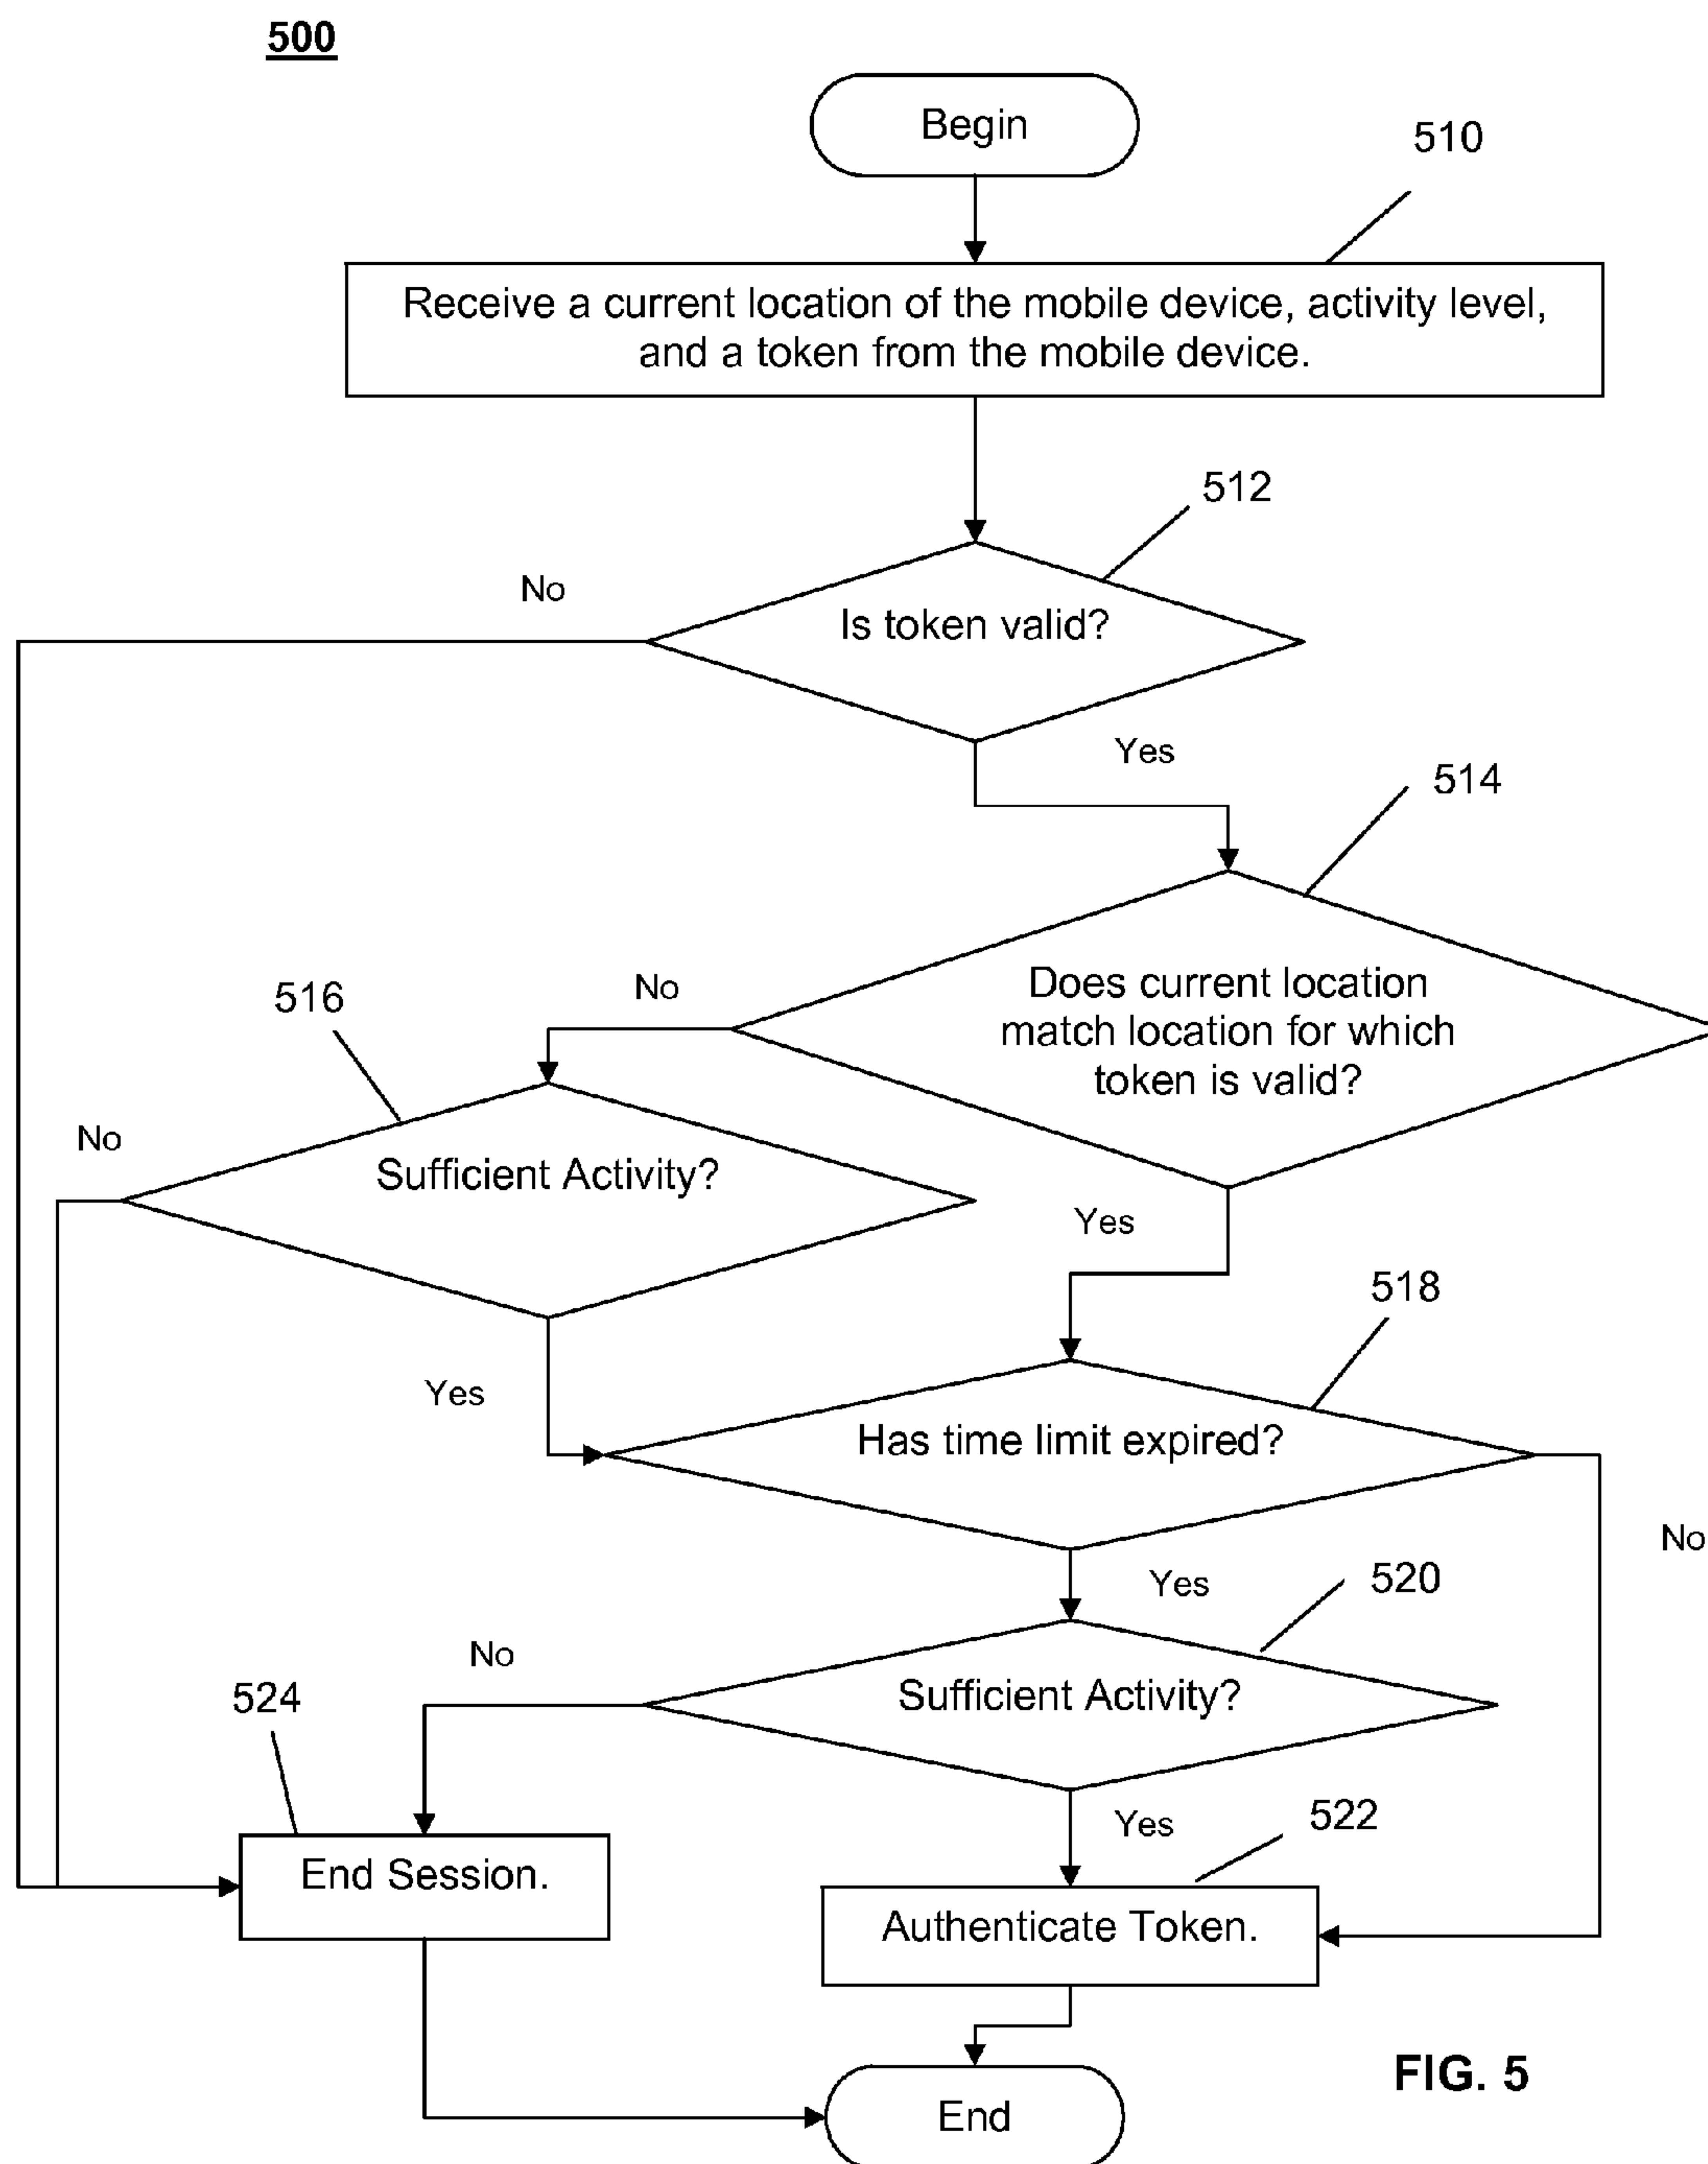 500
Begin
510
Receive a current location of the mobile device, activity level,
and a token from the mobile device.
512
No
Is token valid?
Yes
514
No
516
Does current location
match location for which
token is valid?
No
Sufficient Activity?
Yes
518
Yes
Has time limit expired?
No
Yes
520
No
524
Sufficient Activity?
Yes
522
End Session.
Authenticate Token.
FIG. 5
End